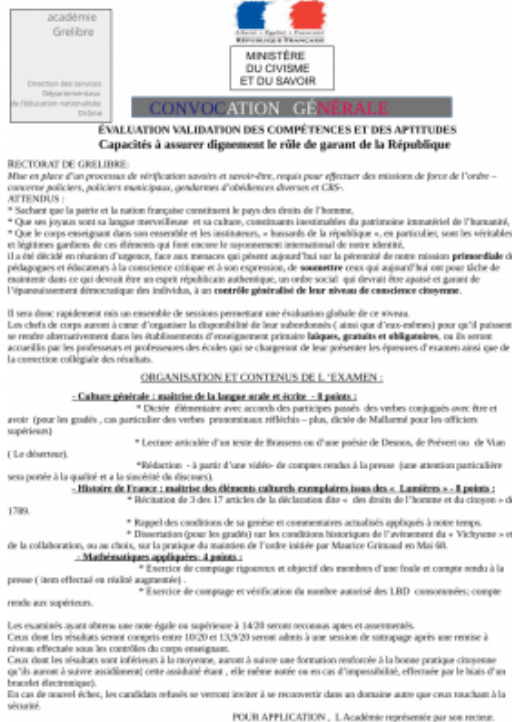 académie
Grelibre
Direction des services
Départementaux
de l'éducation nationalisée
Drôme
Liberté • Égalité • Fraternité
RÉPUBLIQUE FRANÇAISE
MINISTÈRE
DU CIVISME
ET DU SAVOIR
CONVOCATION GÉNÉRALE
ÉVALUATION VALIDATION DES COMPÉTENCES ET DES APTITUDES
Capacités à assurer dignement le rôle de garant de la République
RECTORAT DE GRELIBRE:
Mise en place d'un processus de vérification savoirs et savoir-être, requis pour effectuer des missions de force de l'ordre –
concerne policiers, policiers municipaux, gendarmes d'obédiences diverses et CRS-.
ATTENDUS :
* Sachant que la patrie et la nation française constituent le pays des droits de l'homme,
* Que ses joyaux sont sa langue merveilleuse et sa culture, constituants inestimables du patrimoine immatériel de l'humanité,
* Que le corps enseignant dans son ensemble et les instituteurs, « hussards de la république », en particulier, sont les véritables
et légitimes gardiens de ces éléments qui font encore le rayonnement international de notre identité,
il a été décidé en réunion d'urgence, face aux menaces qui pèsent aujourd'hui sur la pérennité de notre mission primordiale de
pédagogues et éducateurs à la conscience critique et à son expression, de soumettre ceux qui aujourd'hui ont pour tâche de
maintenir dans ce qui devrait être un esprit républicain authentique, un ordre social qui devrait être apaisé et garant de
l'épanouissement démocratique des individus, à un contrôle généralisé de leur niveau de conscience citoyenne.
Il sera donc rapidement mis un ensemble de sessions permettant une évaluation globale de ce niveau.
Les chefs de corps auront à cœur d'organiser la disponibilité de leur subordonnés ( ainsi que d'eux-mêmes) pour qu'il puissent
se rendre alternativement dans les établissements d'enseignement primaire laïques, gratuits et obligatoires, ou ils seront
accueillis par les professeurs et professeures des écoles qui se chargeront de leur présenter les épreuves d'examen ainsi que de
la correction collégiale des résultats.
ORGANISATION ET CONTENUS DE L 'EXAMEN :
- Culture générale : maîtrise de la langue orale et écrite - 8 points :
* Dictée élémentaire avec accords des participes passés des verbes conjugués avec être et
avoir (pour les gradés , cas particulier des verbes pronominaux réfléchis – plus, dictée de Mallarmé pour les officiers
supérieurs)
* Lecture articulée d'un texte de Brassens ou d'une poésie de Desnos, de Prévert ou de Vian
( Le déserteur).
*Rédaction - à partir d'une vidéo- de comptes rendus à la presse (une attention particulière
sera portée à la qualité et a la sincérité du discours).
- Histoire de France : maîtrise des éléments culturels exemplaires issus des « Lumières » - 8 points :
* Récitation de 3 des 17 articles de la déclaration dite « des droits de l'homme et du citoyen » de
1789.
* Rappel des conditions de sa genèse et commentaires actualisés appliqués à notre temps.
* Dissertation (pour les gradés) sur les conditions historiques de l'avènement du « Vichysme » et
de la collaboration, ou au choix, sur la pratique du maintien de l'ordre initiée par Maurice Grimaud en Mai 68.
- Mathématiques appliquées- 4 points :
* Exercice de comptage rigoureux et objectif des membres d'une foule et compte rendu à la
presse ( item effectué en réalité augmentée) .
* Exercice de comptage et vérification du nombre autorisé des LBD consommées; compte
rendu aux supérieurs.
Les examinés ayant obtenu une note égale ou supérieure à 14/20 seront reconnus aptes et assermentés.
Ceux dont les résultats seront compris entre 10/20 et 13,9/20 seront admis à une session de rattrapage après une remise à
niveau effectuée sous les contrôles du corps enseignant.
Ceux dont les résultats sont inférieurs à la moyenne, auront à suivre une formation renforcée à la bonne pratique citoyenne
qu'ils auront à suivre assidûment( cette assiduité étant , elle même notée ou en cas d'impossibilité, effectuée par le biais d'un
bracelet électronique).
En cas de nouvel échec, les candidats refusés se verront inviter à se reconvertir dans un domaine autre que ceux touchant à la
sécurité.
POUR APPLICATION , L Académie représentée par son recteur.